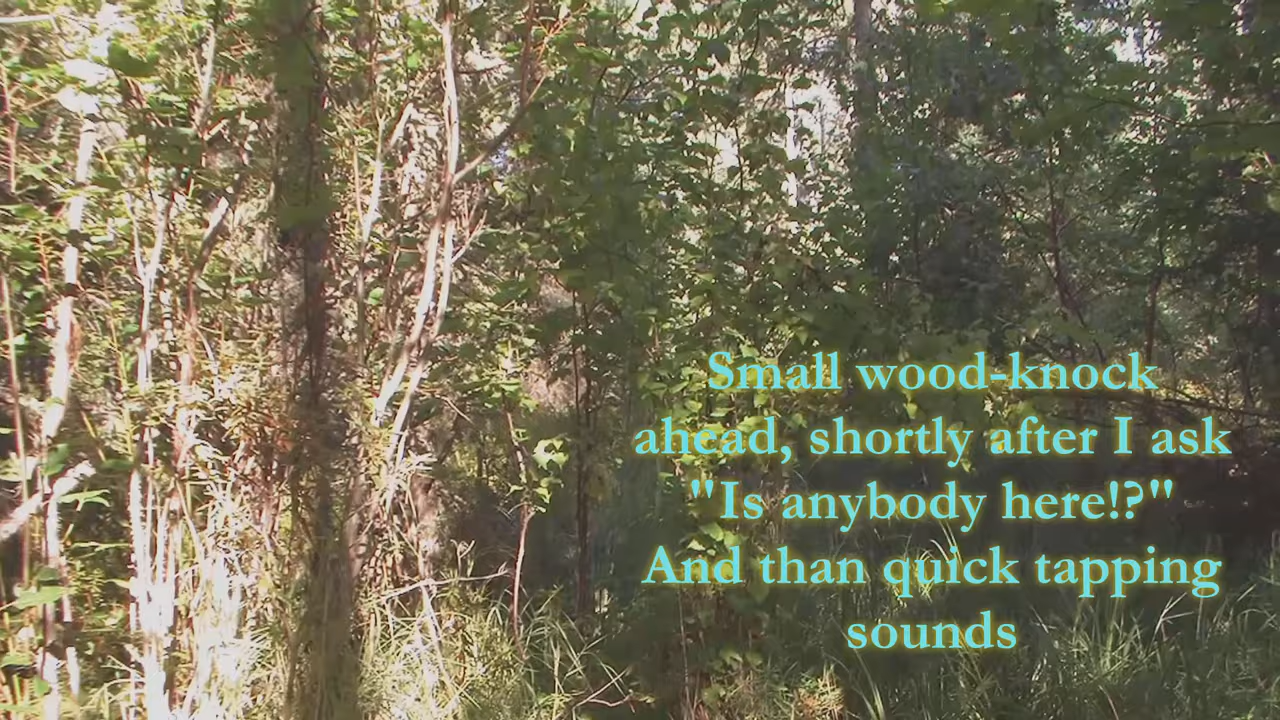 Small wood-knock
ahead, shortly after I ask
"Is anybody here!?"
And than quick tapping
sounds